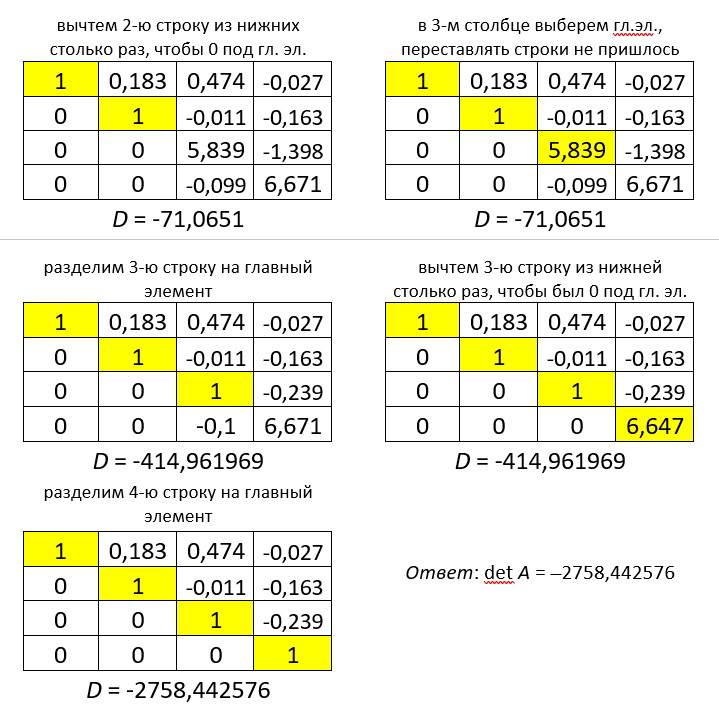 вычтем 2-ю строку из нижних
столько раз, чтобы 0 под гл. эл.
1 0,183 0,474 -0,027
0 1 -0,011 -0,163
0 0 5,839 -1,398
0 0 -0,099 6,671
D = -71,0651
в 3-м столбце выберем гл.эл.,
переставлять строки не пришлось
1 0,183 0,474 -0,027
0 1 -0,011 -0,163
0 0 5,839 -1,398
0 0 -0,099 6,671
D = -71,0651
разделим 3-ю строку на главный
элемент
1 0,183 0,474 -0,027
0 1 -0,011 -0,163
0 0 1 -0,239
0 0 -0,1 6,671
D = -414,961969
вычтем 3-ю строку из нижней
столько раз, чтобы был 0 под гл. эл.
1 0,183 0,474 -0,027
0 1 -0,011 -0,163
0 0 1 -0,239
0 0 0 6,647
D = -414,961969
разделим 4-ю строку на главный
элемент
1 0,183 0,474 -0,027
0 1 -0,011 -0,163
0 0 1 -0,239
0 0 0 1
D = -2758,442576
Ответ: det A = –2758,442576